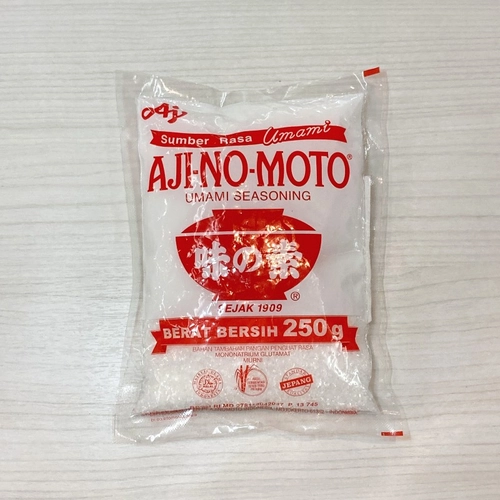 Aj
Sumber Rasa Umami
AJI-NO-MOTO®
UMAMI SEASONING
味の素
®
SEJAK 1909
BERAT BERSIH 250g
BAHAN TAMBAHAN PANGAN PENGUAT RASA
MONONATRIUM GLUTAMAT
MURNI
JEPANG